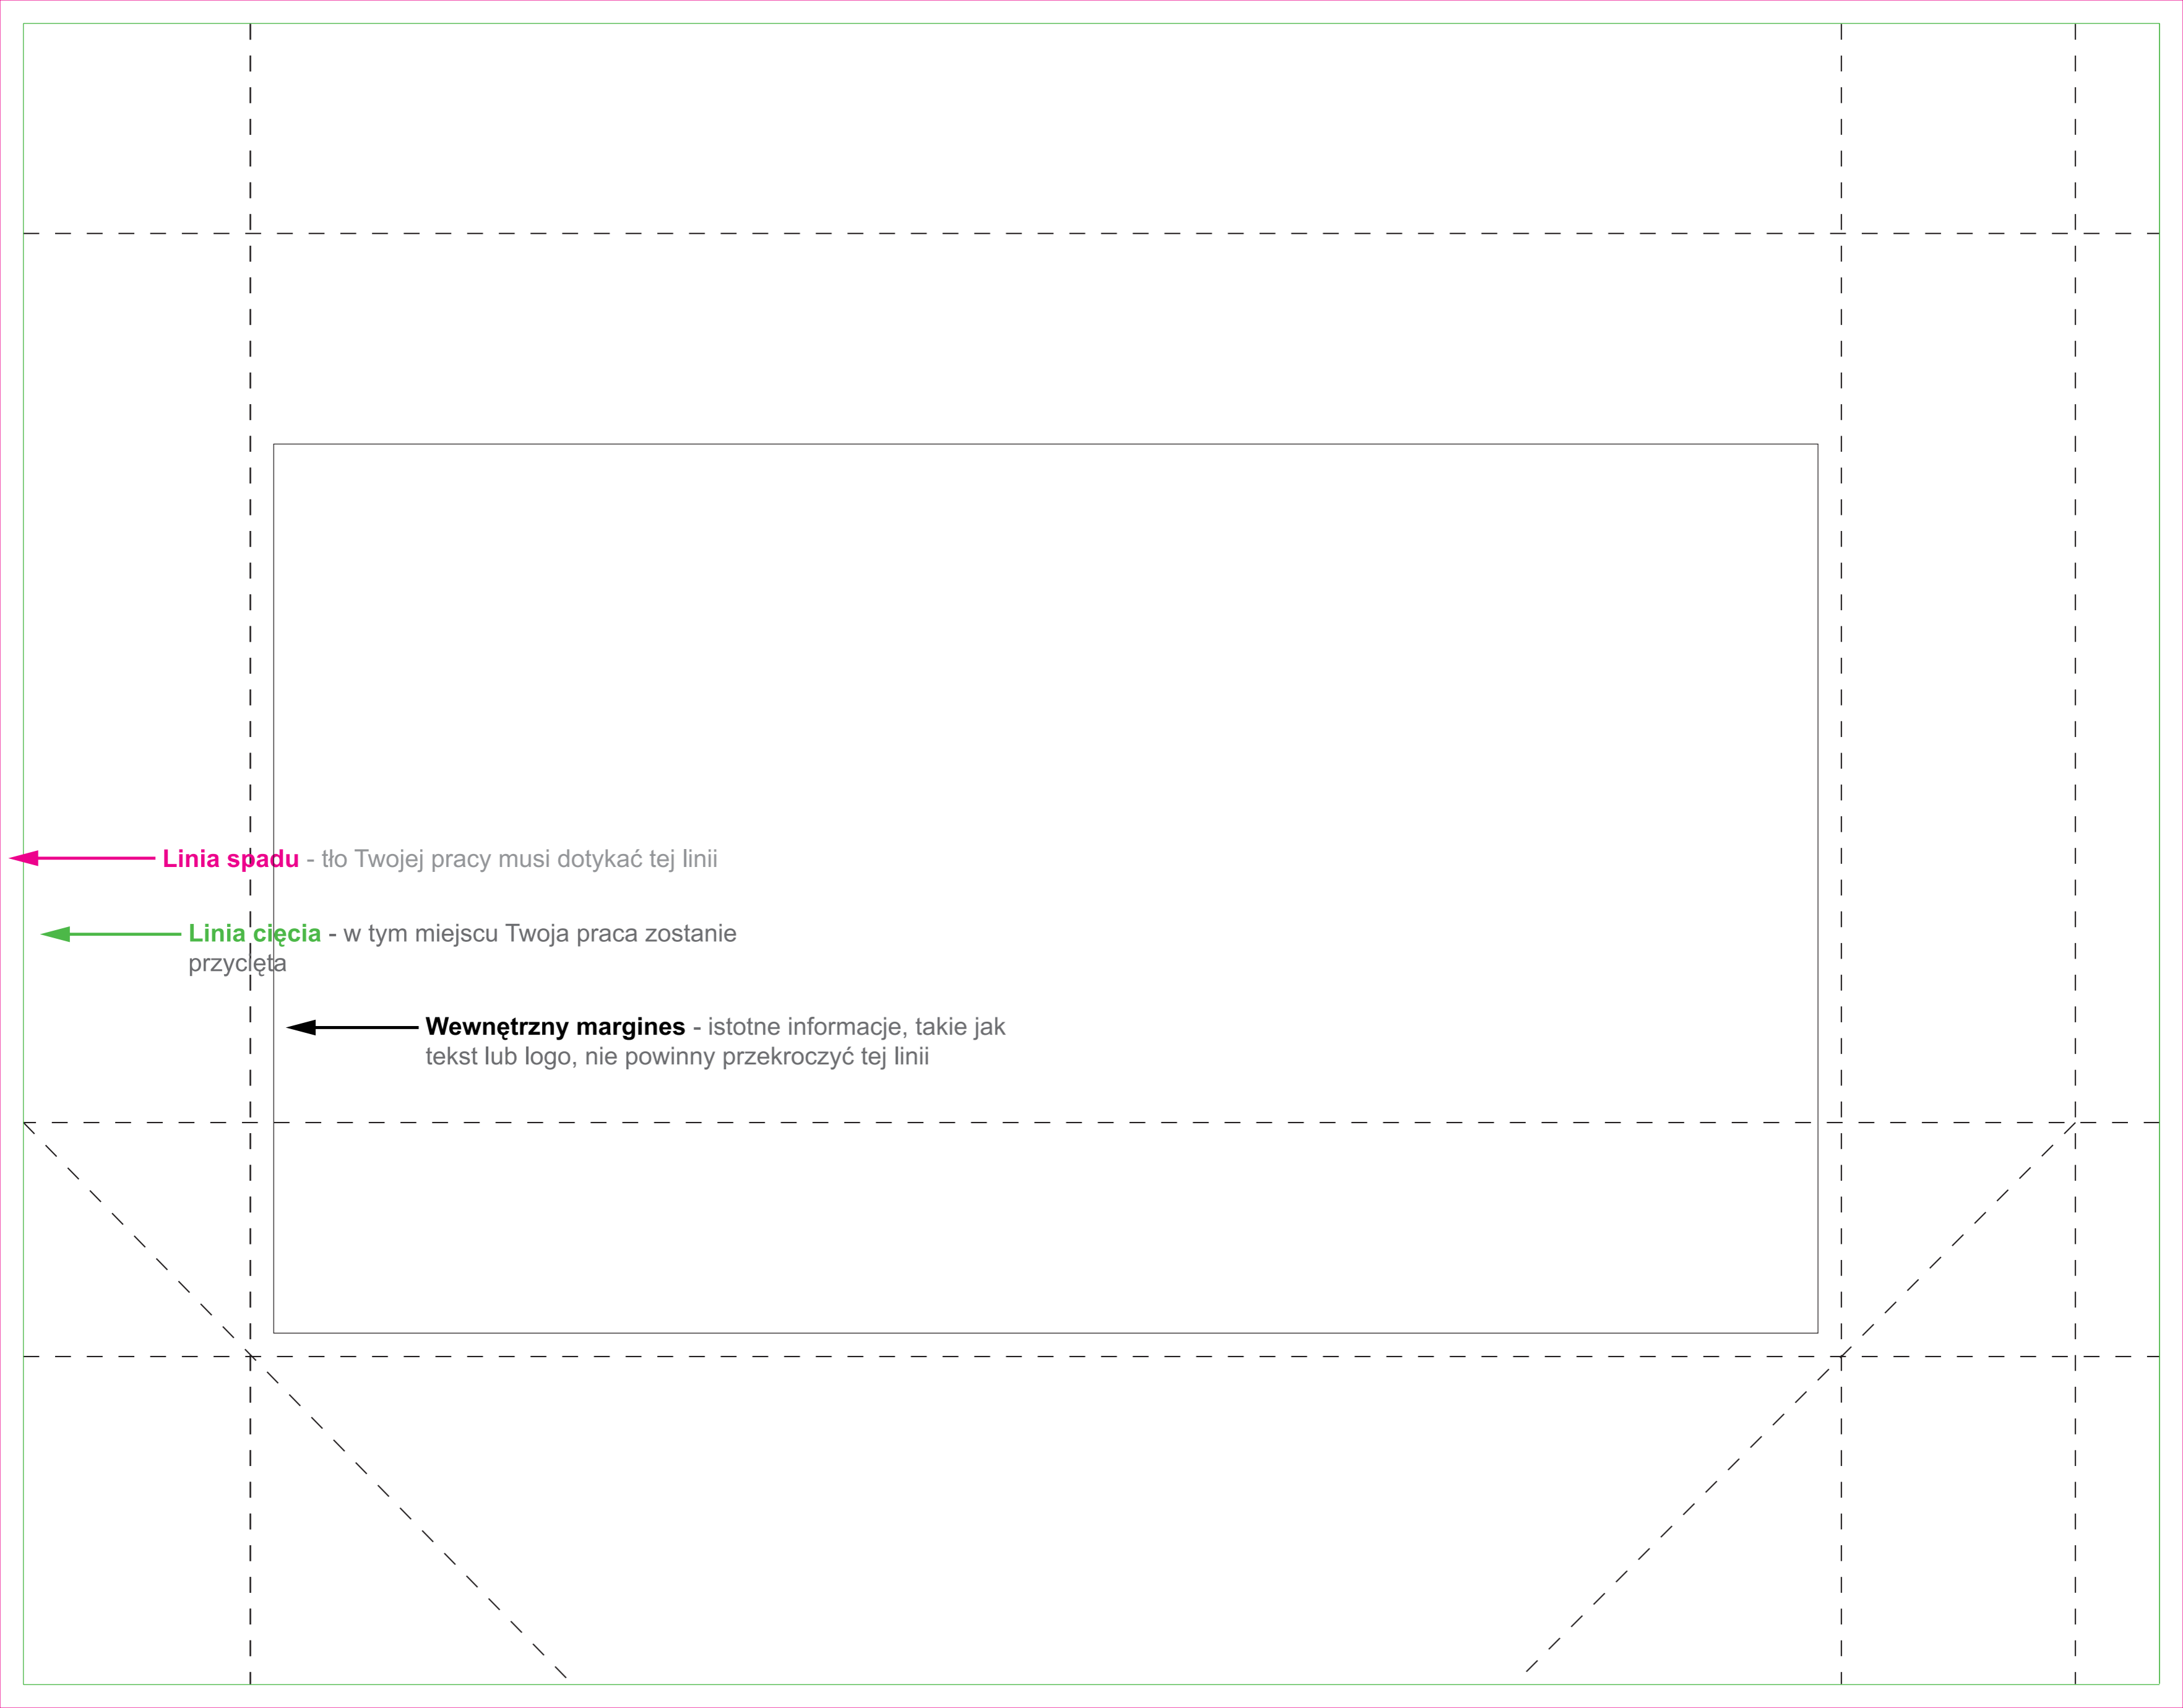 Linia spadu - tło Twojej pracy musi dotykać tej linii
Linia cięcia - w tym miejscu Twoja praca zostanie
przycięta
Wewnętrzny margines - istotne informacje, takie jak
tekst lub logo, nie powinny przekroczyć tej linii